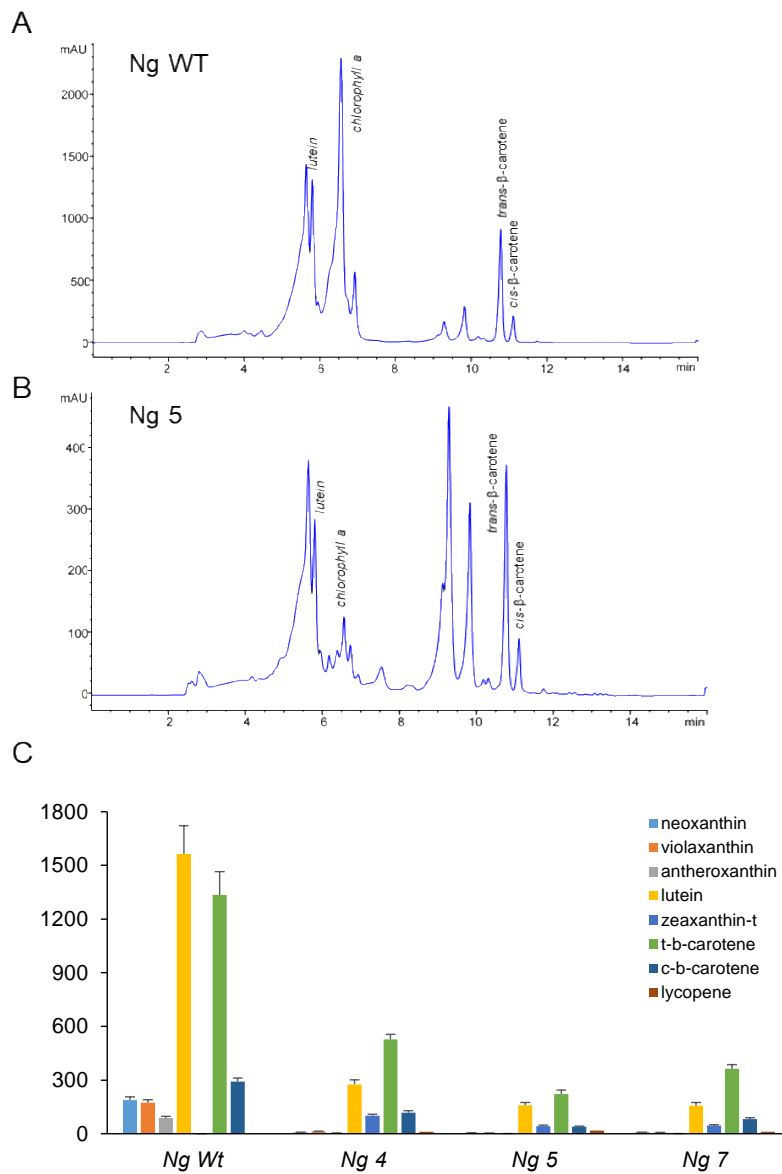 A
mAU
Ng WT
2000
1500
1000
500
0
lutein
chlorophyll a
trans-β-carotene
cis-β-carotene
2 4 6 8 10 12 14 min
B
mAU
Ng 5
400
300
200
100
0
lutein
chlorophyll a
trans-β-carotene
cis-β-carotene
2 4 6 8 10 12 14 min
C
1800
1500
1200
900
600
300
0
neoxanthin
violaxanthin
antheroxanthin
lutein
zeaxanthin-t
t-b-carotene
c-b-carotene
lycopene
Ng Wt Ng 4 Ng 5 Ng 7